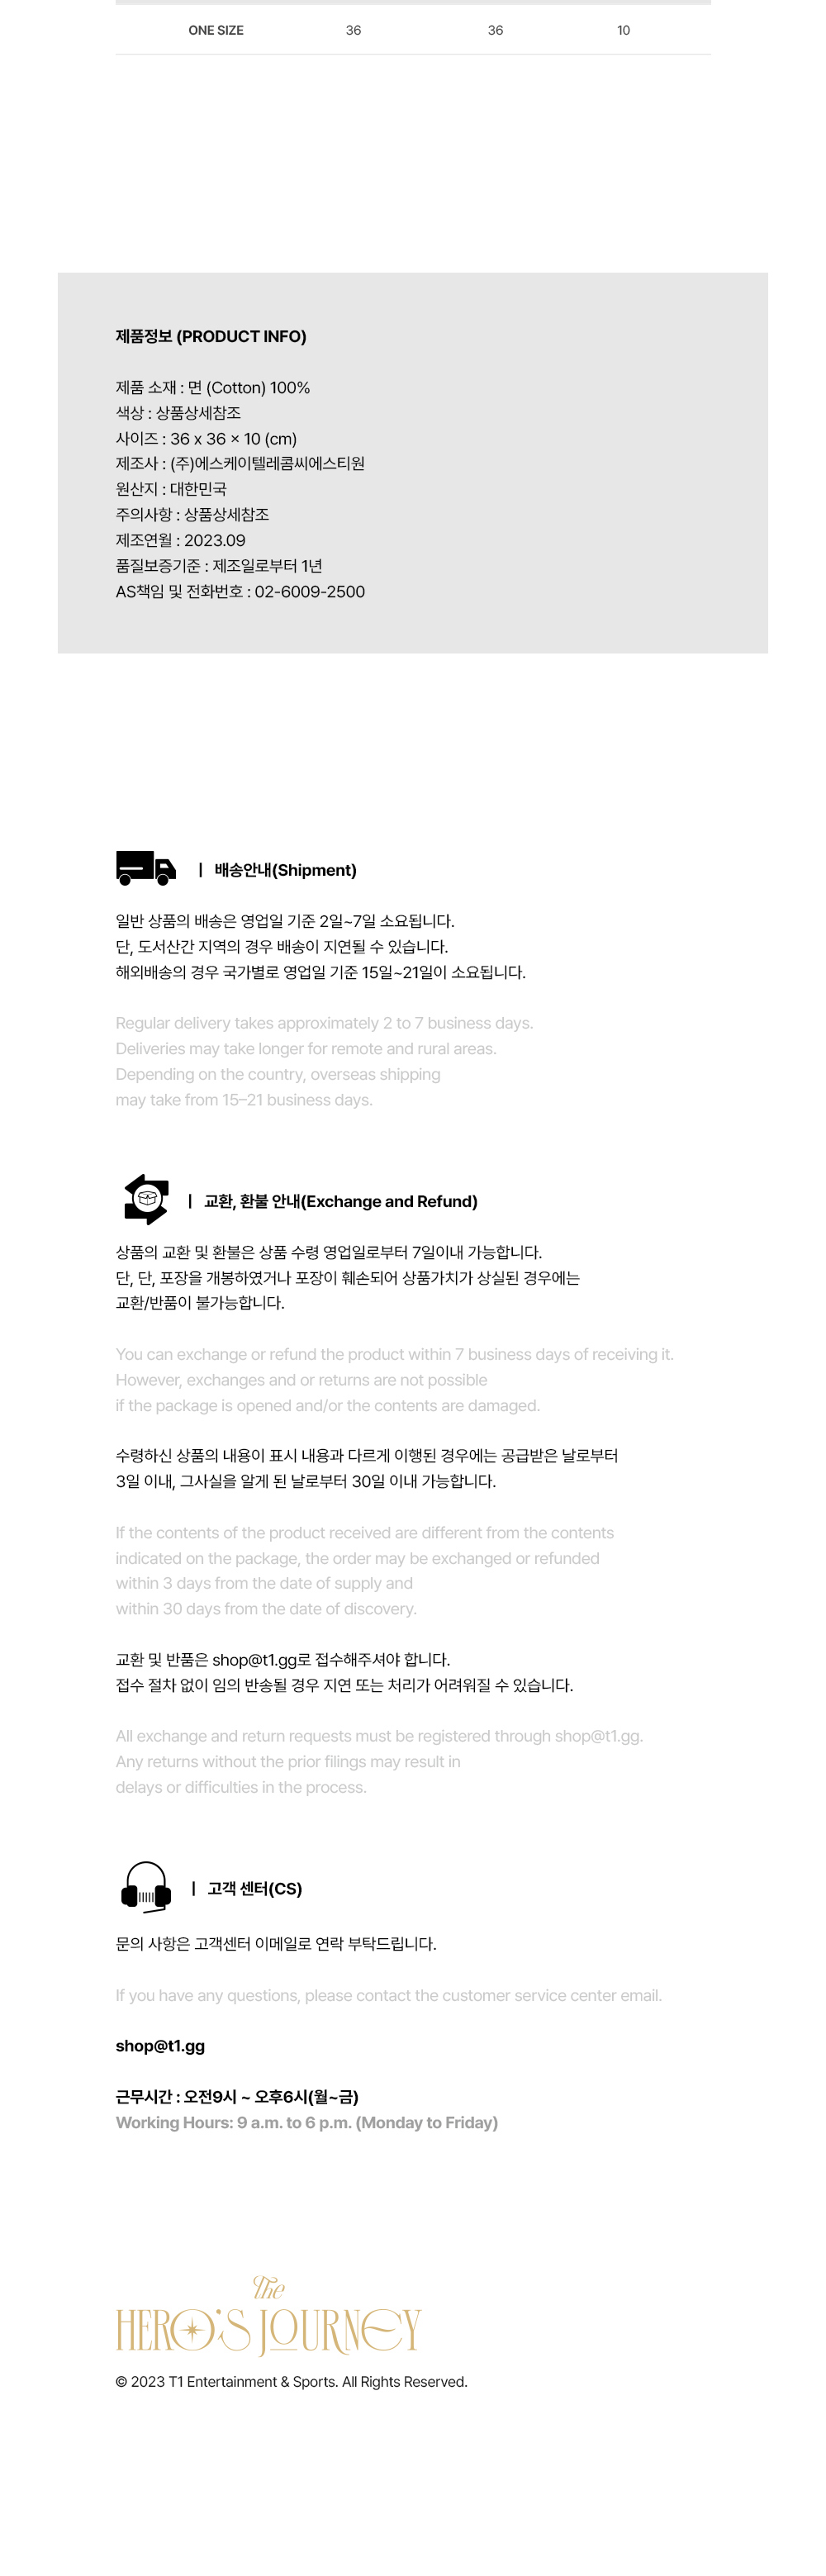 ONE SIZE 36 36 10
제품정보 (PRODUCT INFO)
제품 소재 : 면 (Cotton) 100%
색상 : 상품상세참조
사이즈 : 36 x 36 × 10 (cm)
제조사 : (주)에스케이텔레콤씨에스티원
원산지 : 대한민국
주의사항 : 상품상세참조
제조연월 : 2023.09
품질보증기준 : 제조일로부터 1년
AS책임 및 전화번호 : 02-6009-2500
| 배송안내(Shipment)
일반 상품의 배송은 영업일 기준 2일~7일 소요됩니다.
단, 도서산간 지역의 경우 배송이 지연될 수 있습니다.
해외배송의 경우 국가별로 영업일 기준 15일~21일이 소요됩니다.
Regular delivery takes approximately 2 to 7 business days.
Deliveries may take longer for remote and rural areas.
Depending on the country, overseas shipping
may take from 15–21 business days.
| 교환, 환불 안내(Exchange and Refund)
상품의 교환 및 환불은 상품 수령 영업일로부터 7일이내 가능합니다.
단, 단, 포장을 개봉하였거나 포장이 훼손되어 상품가치가 상실된 경우에는
교환/반품이 불가능합니다.
You can exchange or refund the product within 7 business days of receiving it.
However, exchanges and or returns are not possible
if the package is opened and/or the contents are damaged.
수령하신 상품의 내용이 표시 내용과 다르게 이행된 경우에는 공급받은 날로부터
3일 이내, 그사실을 알게 된 날로부터 30일 이내 가능합니다.
If the contents of the product received are different from the contents
indicated on the package, the order may be exchanged or refunded
within 3 days from the date of supply and
within 30 days from the date of discovery.
교환 및 반품은 shop@t1.gg로 접수해주셔야 합니다.
접수 절차 없이 임의 반송될 경우 지연 또는 처리가 어려워질 수 있습니다.
All exchange and return requests must be registered through shop@t1.gg.
Any returns without the prior filings may result in
delays or difficulties in the process.
| 고객 센터(CS)
문의 사항은 고객센터 이메일로 연락 부탁드립니다.
If you have any questions, please contact the customer service center email.
shop@t1.gg
근무시간 : 오전9시 ~ 오후6시(월~금)
Working Hours: 9 a.m. to 6 p.m. (Monday to Friday)
The
HERO'S JOURNEY
© 2023 T1 Entertainment & Sports. All Rights Reserved.